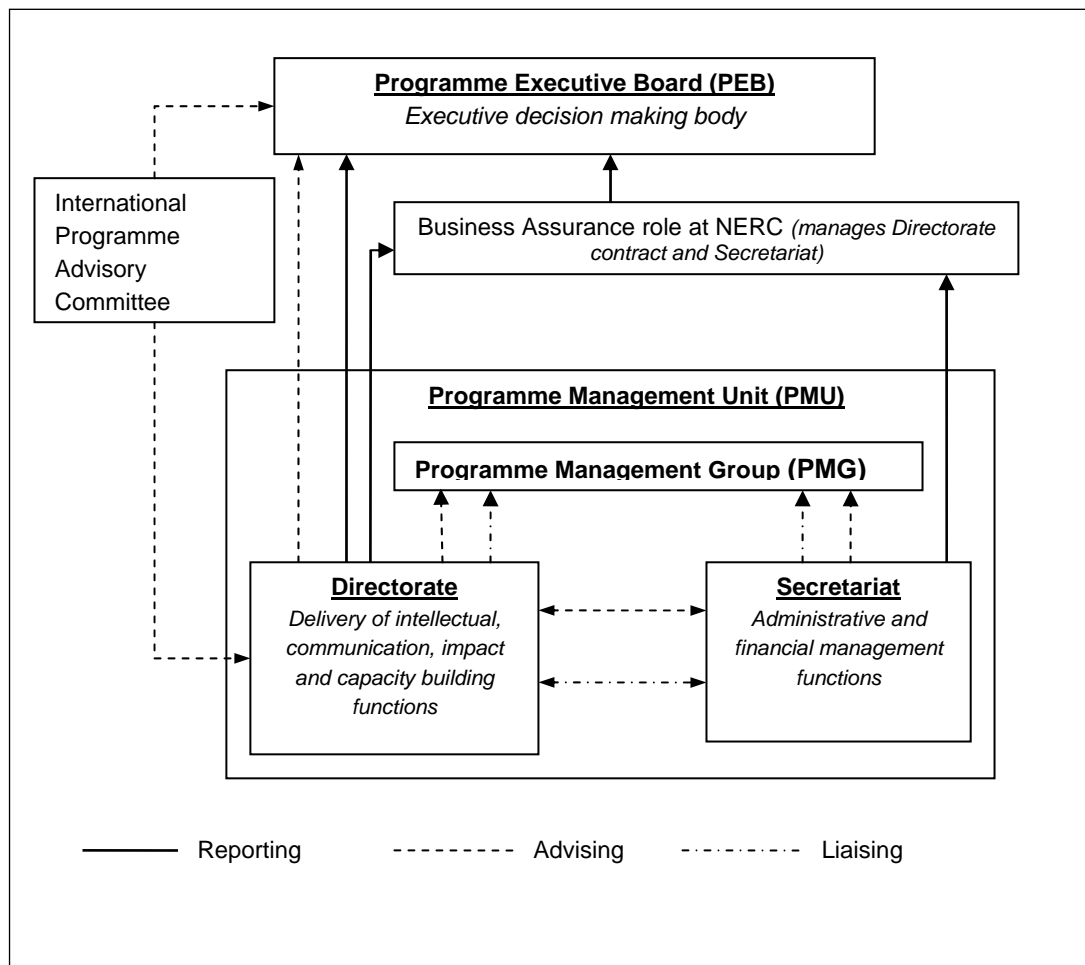 Programme Executive Board (PEB)
Executive decision making body
International
Programme
Advisory
Committee
Business Assurance role at NERC (manages Directorate
contract and Secretariat)
Programme Management Unit (PMU)
Programme Management Group (PMG)
Directorate
Delivery of intellectual,
communication, impact
and capacity building
functions
Secretariat
Administrative and
financial management
functions
Reporting
Advising
Liaising